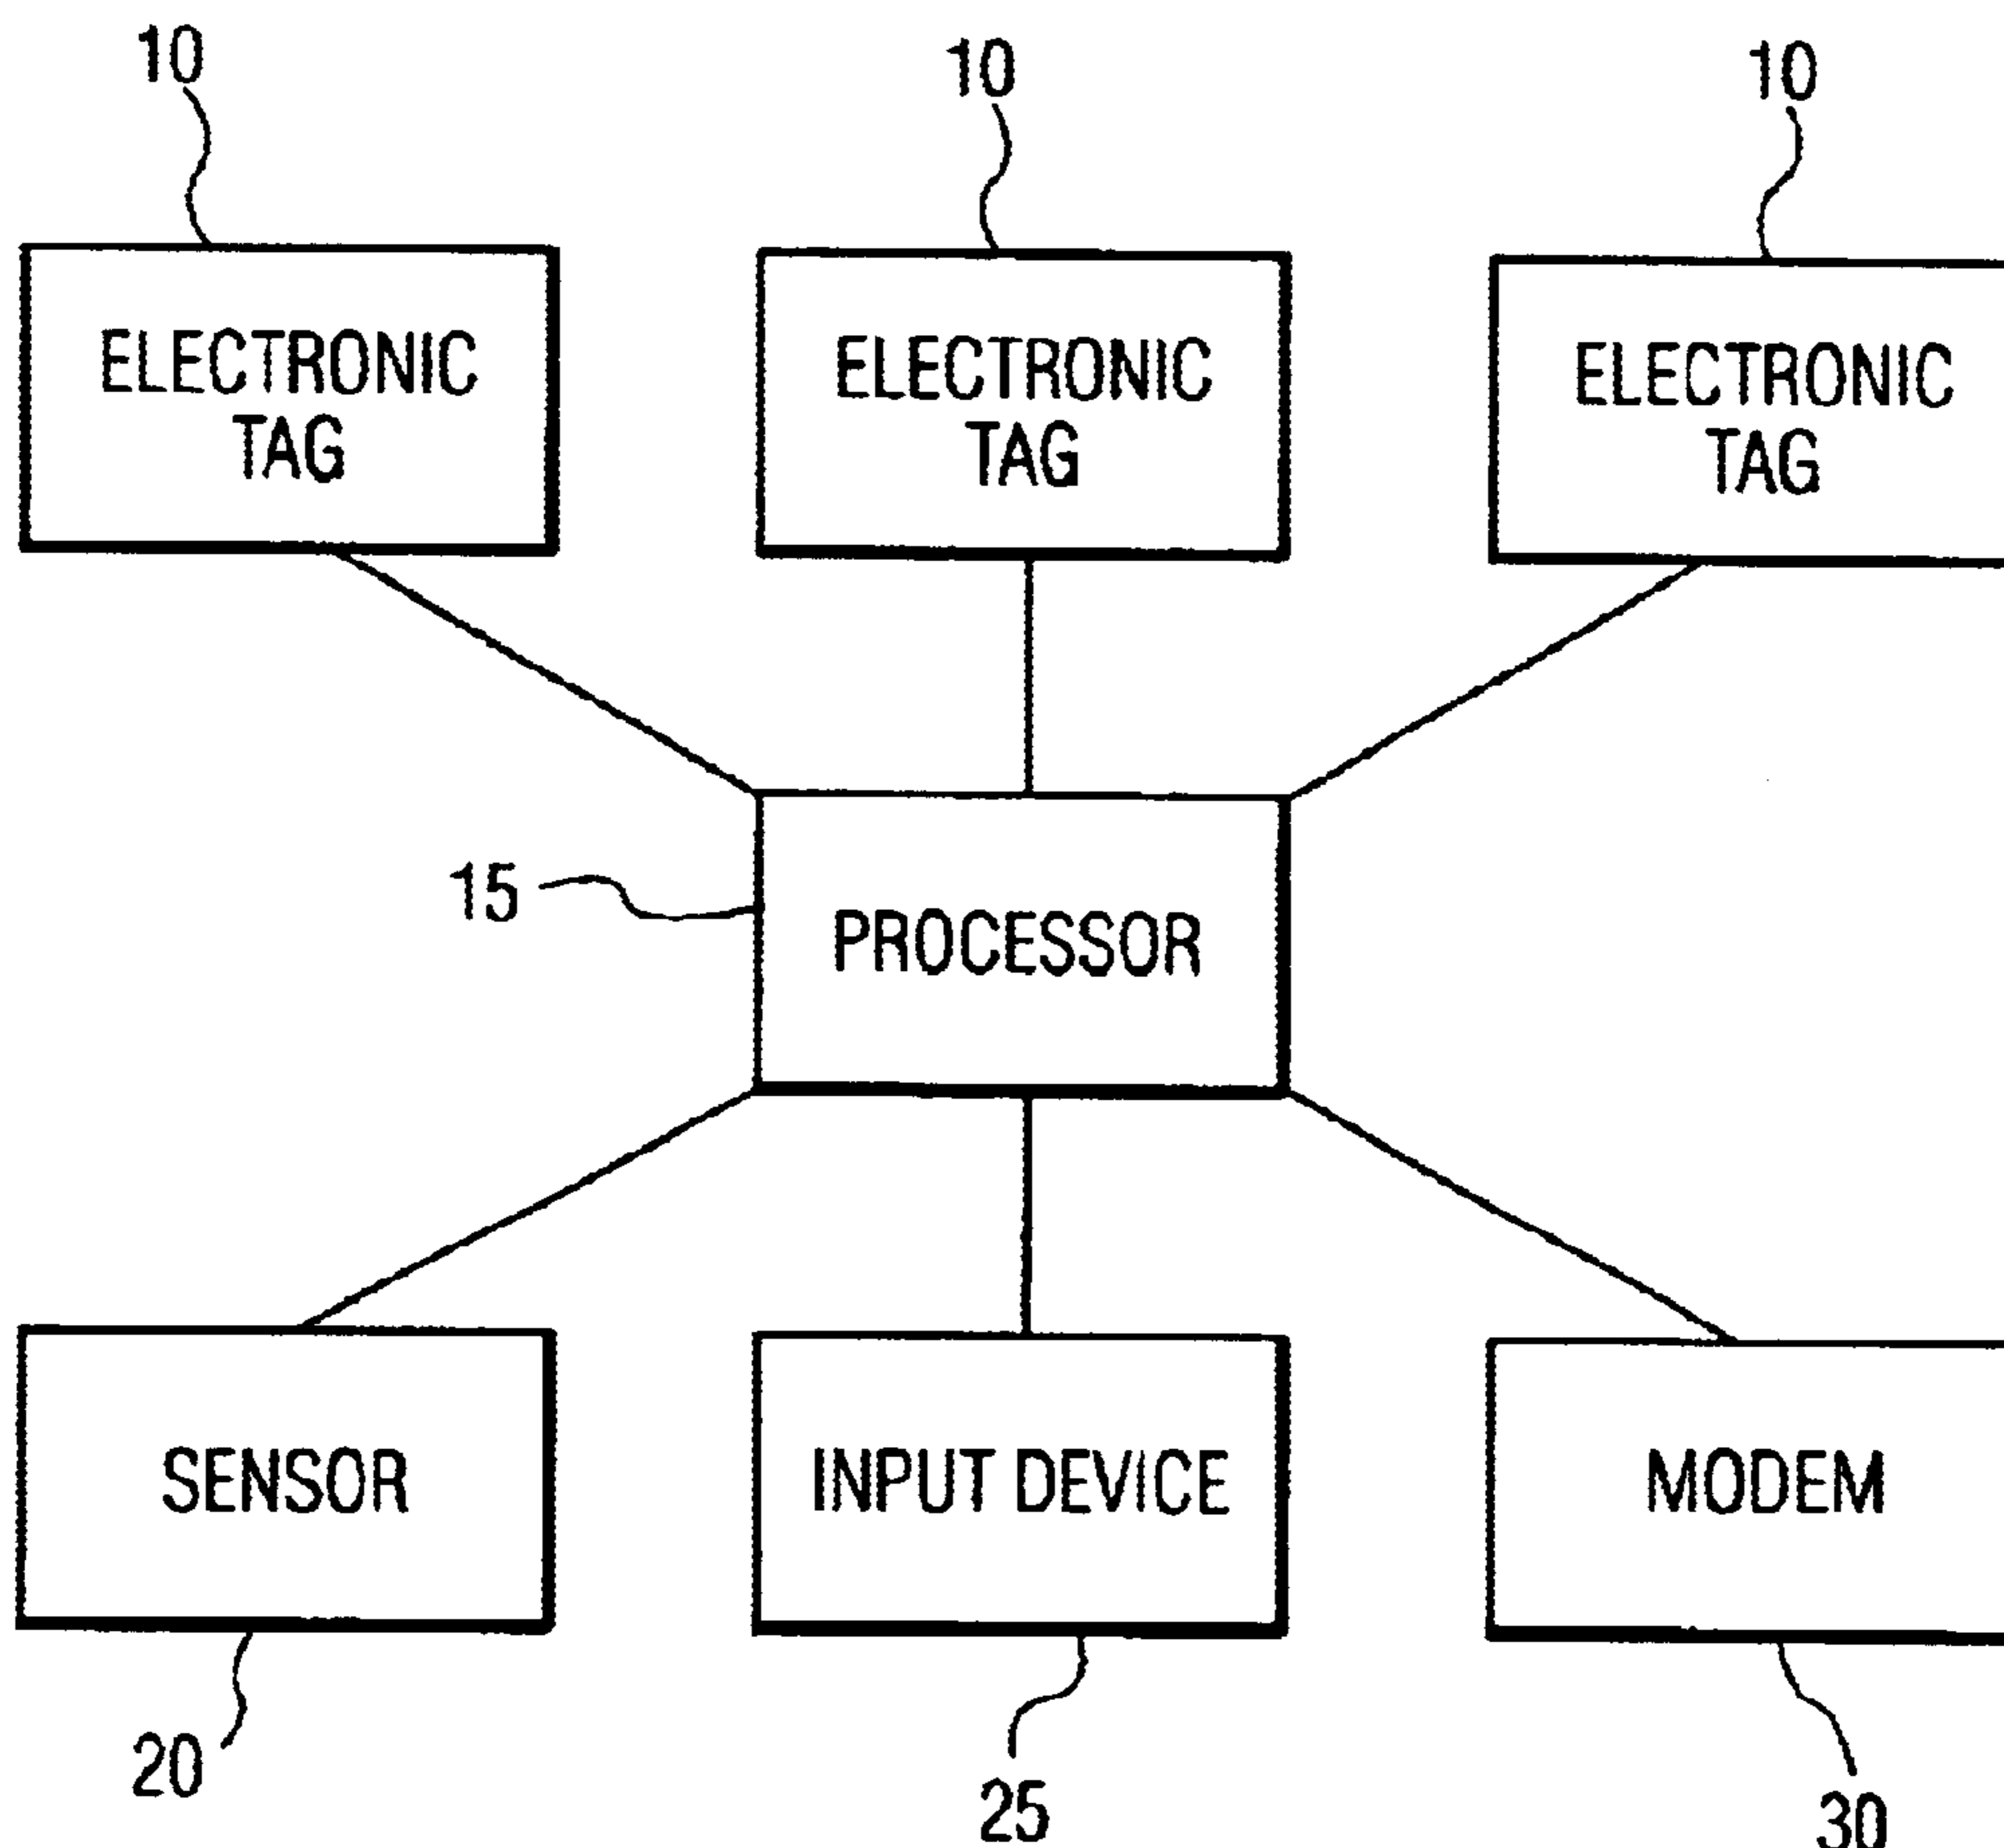 10
10
10
ELECTRONIC
TAG
ELECTRONIC
TAG
ELECTRONIC
TAG
15
PROCESSOR
SENSOR
INPUT DEVICE
MODEM
20
25
30